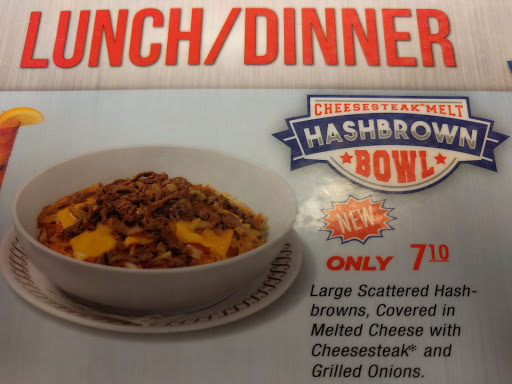 LUNCH/DINNER
CHEESESTEAK MELT
HASHBROWN
BOWL
NEW
ONLY 710
Large Scattered Hash-
browns, Covered in
Melted Cheese with
Cheesesteak* and
Grilled Onions.